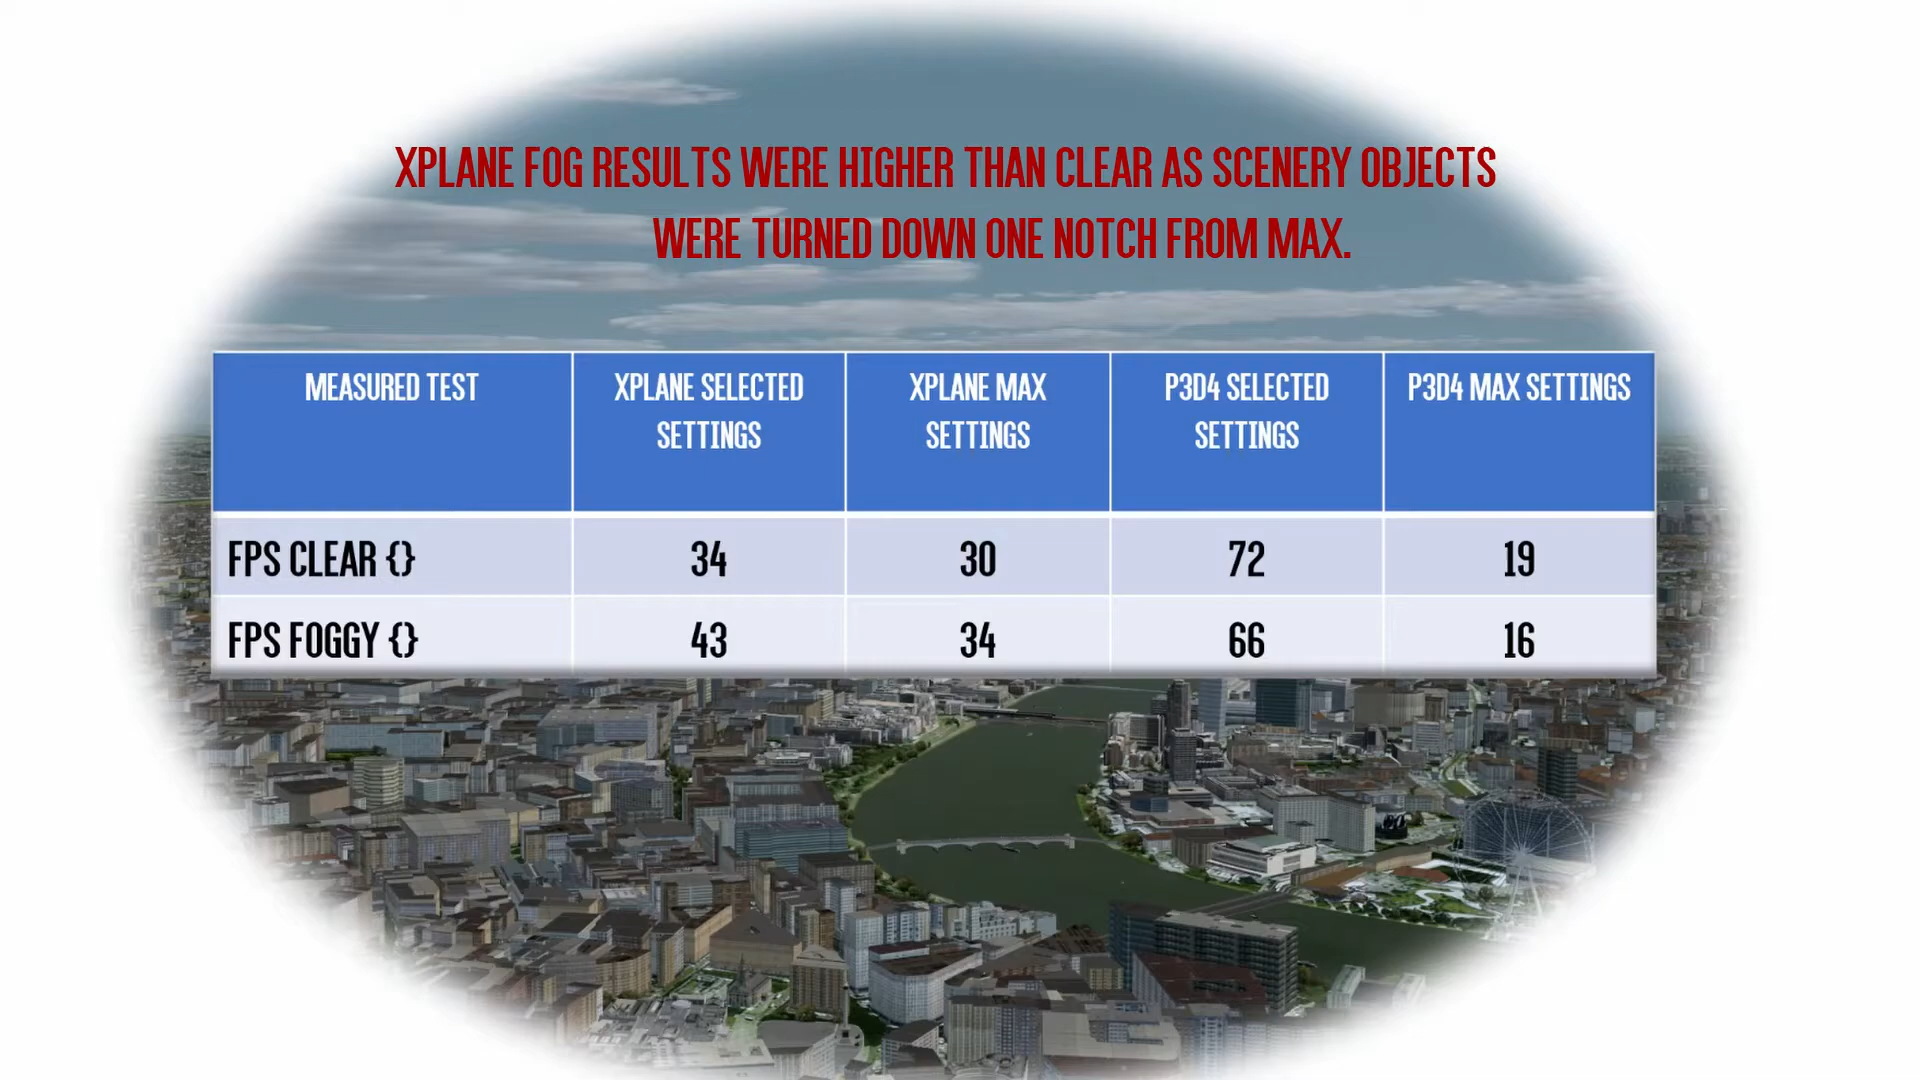 XPLANE FOG RESULTS WERE HIGHER THAN CLEAR AS SCENERY OBJECTS
WERE TURNED DOWN ONE NOTCH FROM MAX.
MEASURED TEST
XPLANE SELECTED
SETTINGS
XPLANE MAX
SETTINGS
P3D4 SELECTED
SETTINGS
P3D4 MAX SETTINGS
FPS CLEAR {} 34 30 72 19
FPS FOGGY {} 43 34 66 16